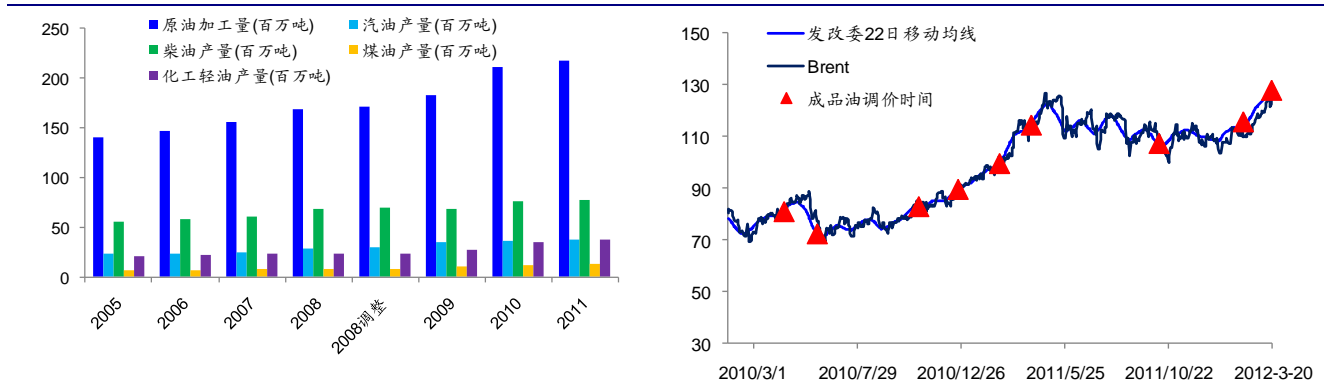 原油加工量(百万吨)
汽油产量(百万吨)
柴油产量(百万吨)
煤油产量(百万吨)
化工轻油产量(百万吨)
250
200
150
100
50
0
2005
2006
2007
2008
2008调整
2009
2010
2011
发改委22日移动均线
Brent
成品油调价时间
150
130
110
90
70
50
30
2010/3/1
2010/7/29
2010/12/26
2011/5/25
2011/10/22
2012-3-20